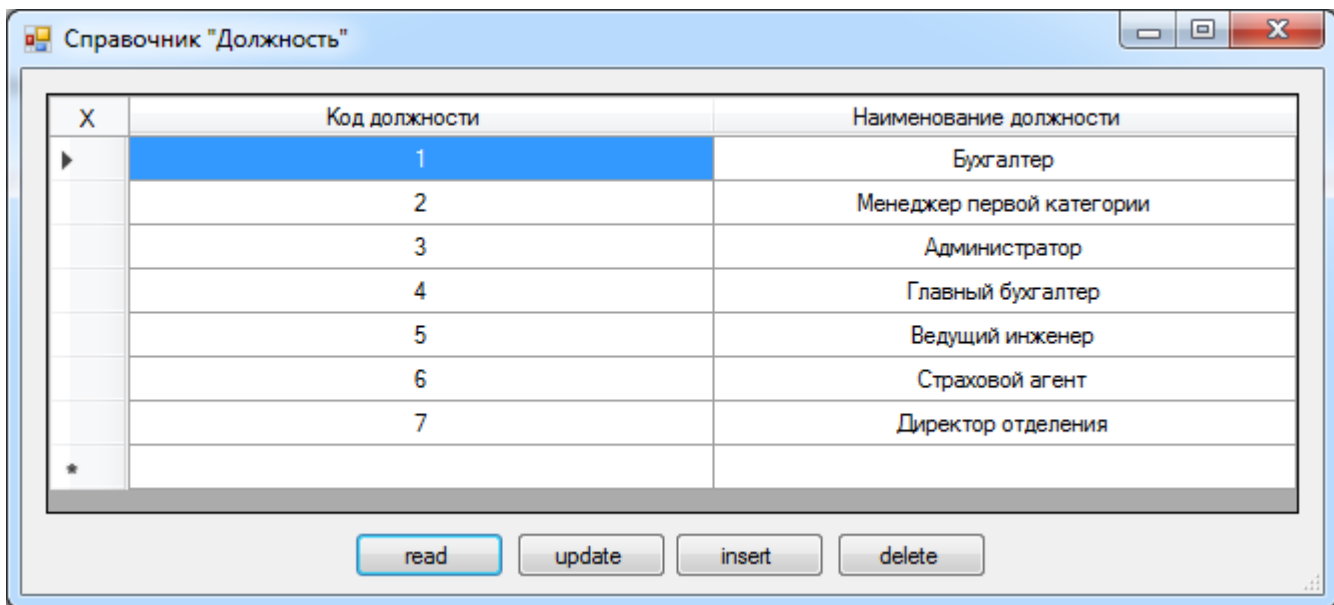 Справочник "Должность"
X Код должности Наименование должности
1 Бухгалтер
2 Менеджер первой категории
3 Администратор
4 Главный бухгалтер
5 Ведущий инженер
6 Страховой агент
7 Директор отделения
*
read update insert delete